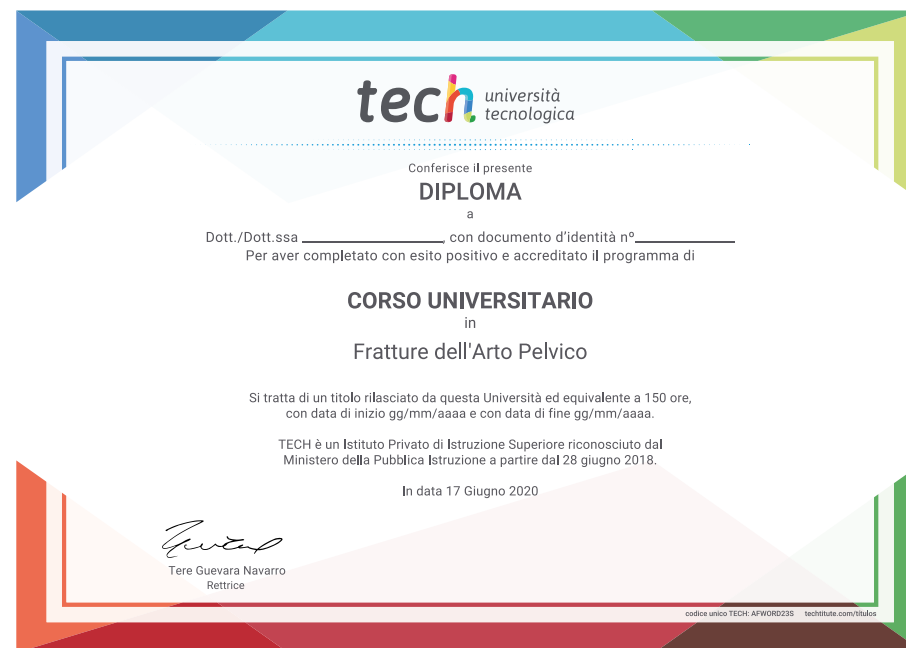 tech università
tecnologica
Conferisce il presente
DIPLOMA
a
Dott./Dott.ssa ____________________, con documento d'identità nº______________
Per aver completato con esito positivo e accreditato il programma di
CORSO UNIVERSITARIO
in
Fratture dell'Arto Pelvico
Si tratta di un titolo rilasciato da questa Università ed equivalente a 150 ore,
con data di inizio gg/mm/aaaa e con data di fine gg/mm/aaaa.
TECH è un Istituto Privato di Istruzione Superiore riconosciuto dal
Ministero della Pubblica Istruzione a partire dal 28 giugno 2018.
In data 17 Giugno 2020
Tere Guevara Navarro
Rettrice
codice unico TECH: AFWORD23S techtitute.com/titulos